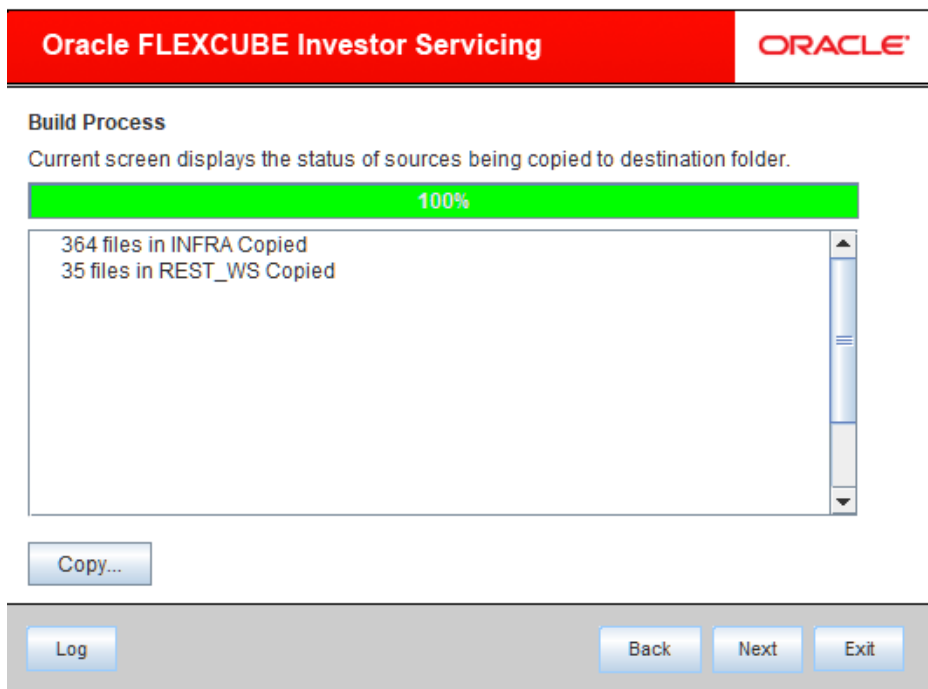 Oracle FLEXCUBE Investor Servicing
ORACLE
Build Process
Current screen displays the status of sources being copied to destination folder.
100%
364 files in INFRA Copied
35 files in REST_WS Copied
Copy...
Log
Back
Next
Exit